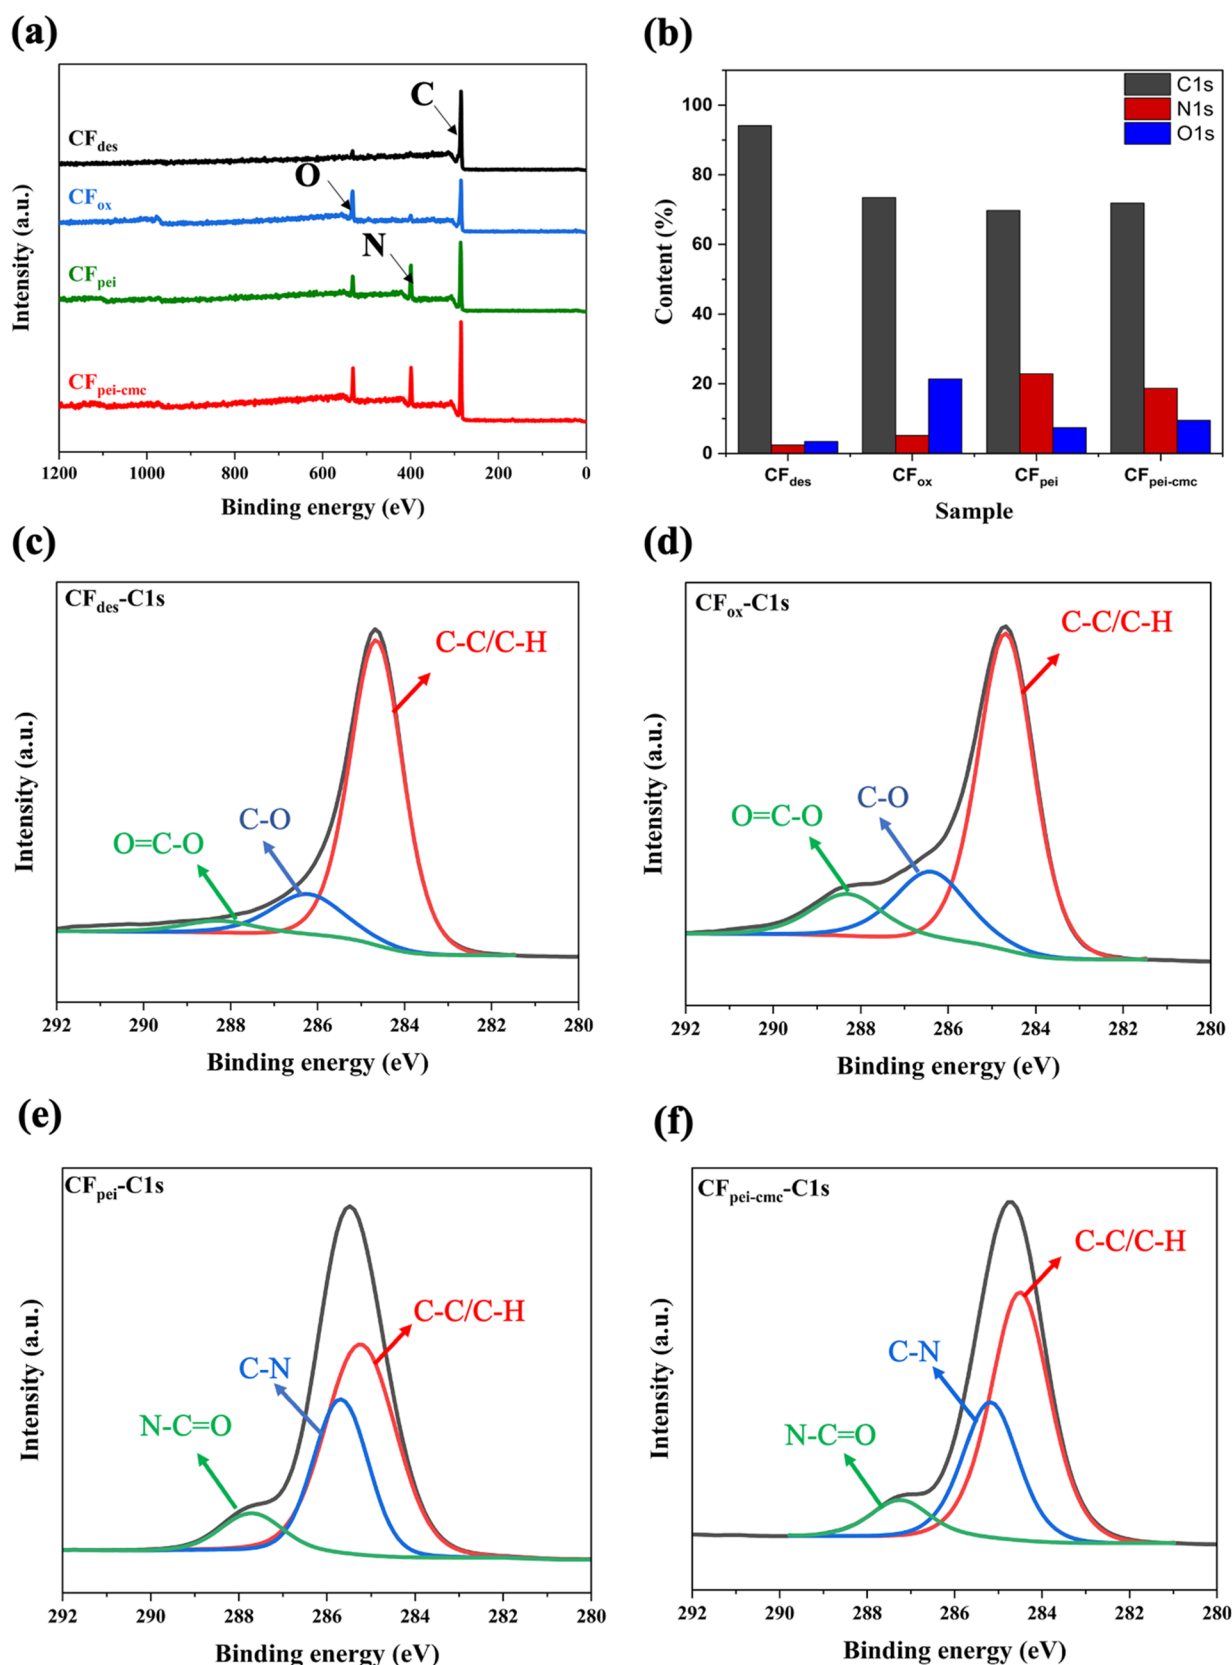 (a)
C
CFdes
O
CFox
N
CFpei
CFpei-cmc
Intensity (a.u.)
1200 1000 800 600 400 200 0
Binding energy (eV)
(b)
C1s
N1s
O1s
100
80
60
40
20
0
Content (%)
CFdes CFox CFpei CFpei-cmc
Sample
(c)
CFdes-C1s
C-C/C-H
C-O
O=C-O
Intensity (a.u.)
292 290 288 286 284 282 280
Binding energy (eV)
(d)
CFox-C1s
C-C/C-H
C-O
O=C-O
Intensity (a.u.)
292 290 288 286 284 282 280
Binding energy (eV)
(e)
CFpei-C1s
C-C/C-H
C-N
N-C=O
Intensity (a.u.)
292 290 288 286 284 282 280
Binding energy (eV)
(f)
CFpei-cmc-C1s
C-C/C-H
C-N
N-C=O
Intensity (a.u.)
292 290 288 286 284 282 280
Binding energy (eV)